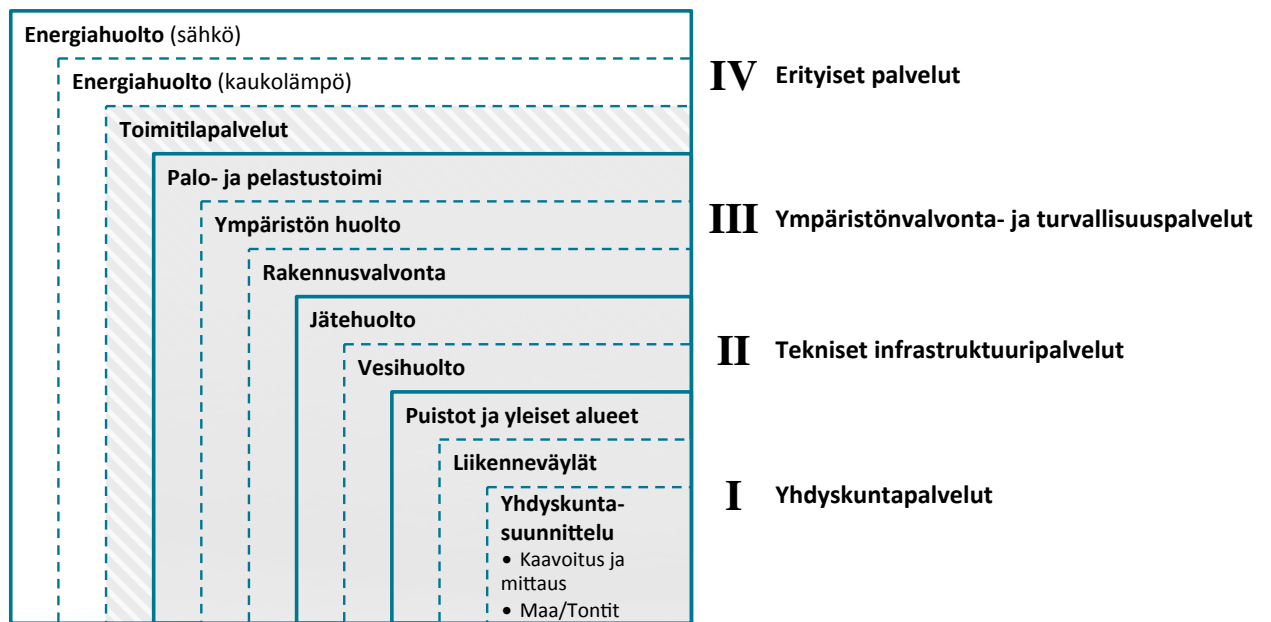 Energiahuolto (sähkö)
Energiahuolto (kaukolämpö)
IV Erityiset palvelut
Toimitilapalvelut
Palo- ja pelastustoimi
Ympäristön huolto
III Ympäristönvalvonta- ja turvallisuuspalvelut
Rakennusvalvonta
Jätehuolto
II Tekniset infrastruktuuripalvelut
Vesihuolto
Puistot ja yleiset alueet
Liikenneväylät
I Yhdyskuntapalvelut
Yhdyskunta-
suunnittelu
• Kaavoitus ja
mittaus
• Maa/Tontit